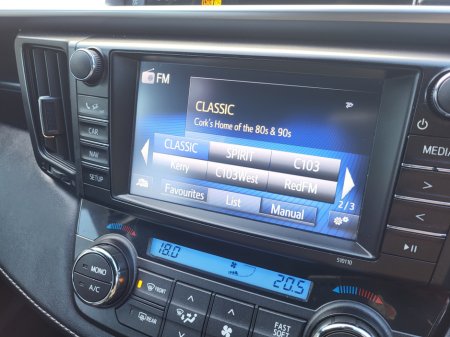 FM
CLASSIC
Cork's Home of the 80s & 90s
CLASSIC SPIRIT C103
Kerry C103West RedFM
Favourites List Manual
2/3
CAR
NAV
SETUP
MEDIA
510110
18.0
20.5
MONO
A/C
FRONT
REAR
FAST
SOFT